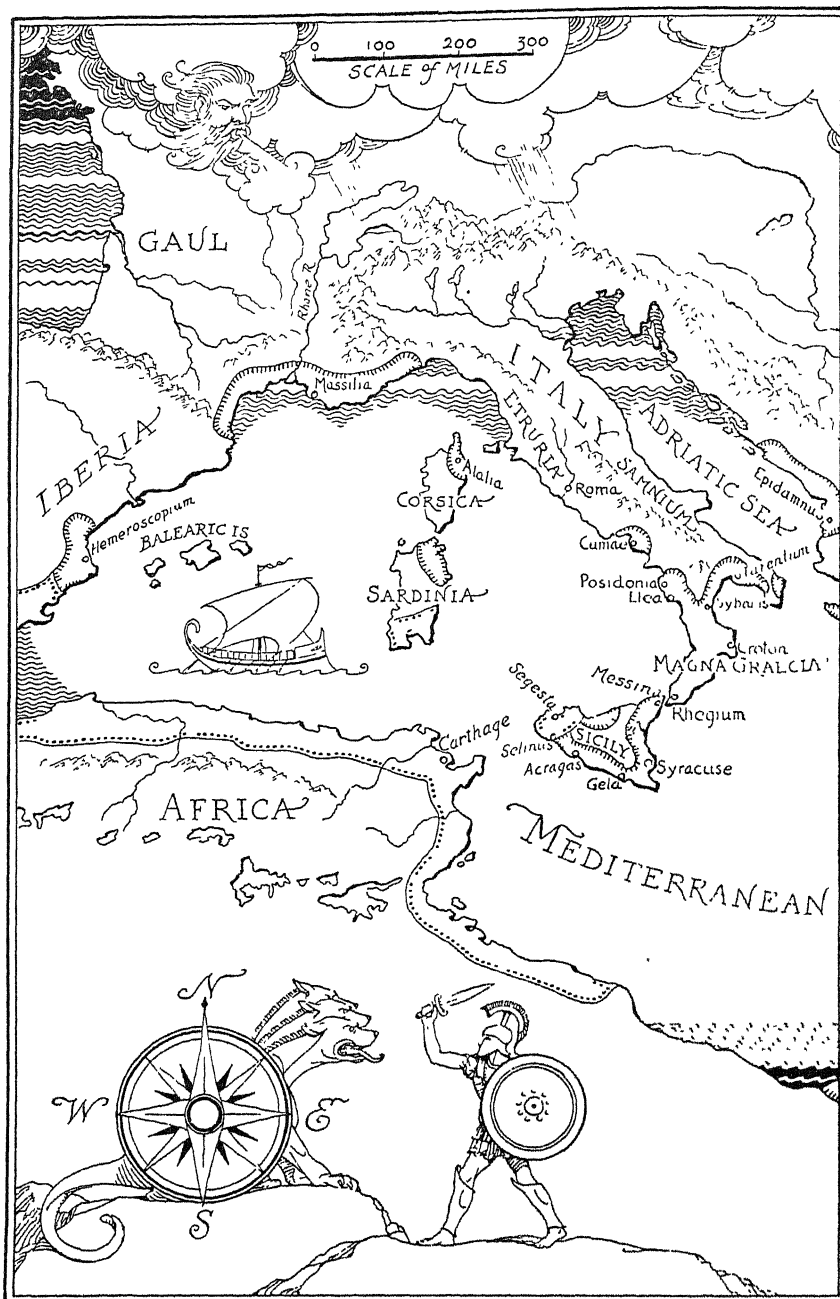 0 100 200 300
SCALE of MILES
GAUL
Rhone R
Massilia
ITALY
ETRURIA
IBERIA
ADRIATIC SEA
Alalia
CORSICA
Roma
SAMNIUM
Epidamnus
Hemeroscopium
BALEARIC IS
Cumae
Tarentum
Posidonia
SARDINIA
Sybaris
Croton
MAGNA GRAECIA
Messina
Segesta
Rhegium
Carthage
Selinus
SICILY
Acragas
Syracuse
Gela
AFRICA
MEDITERRANEAN
N
W
E
S